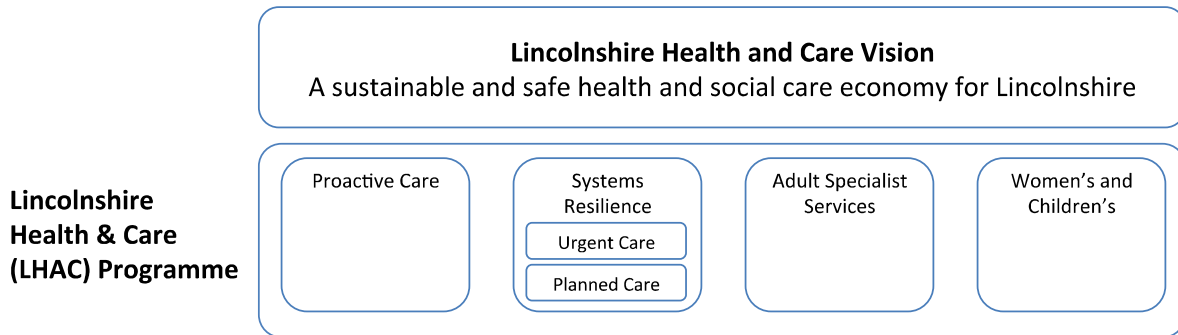 Lincolnshire Health and Care Vision
A sustainable and safe health and social care economy for Lincolnshire
Lincolnshire
Health & Care
(LHAC) Programme
Proactive Care
Systems
Resilience
Urgent Care
Planned Care
Adult Specialist
Services
Women’s and
Children’s